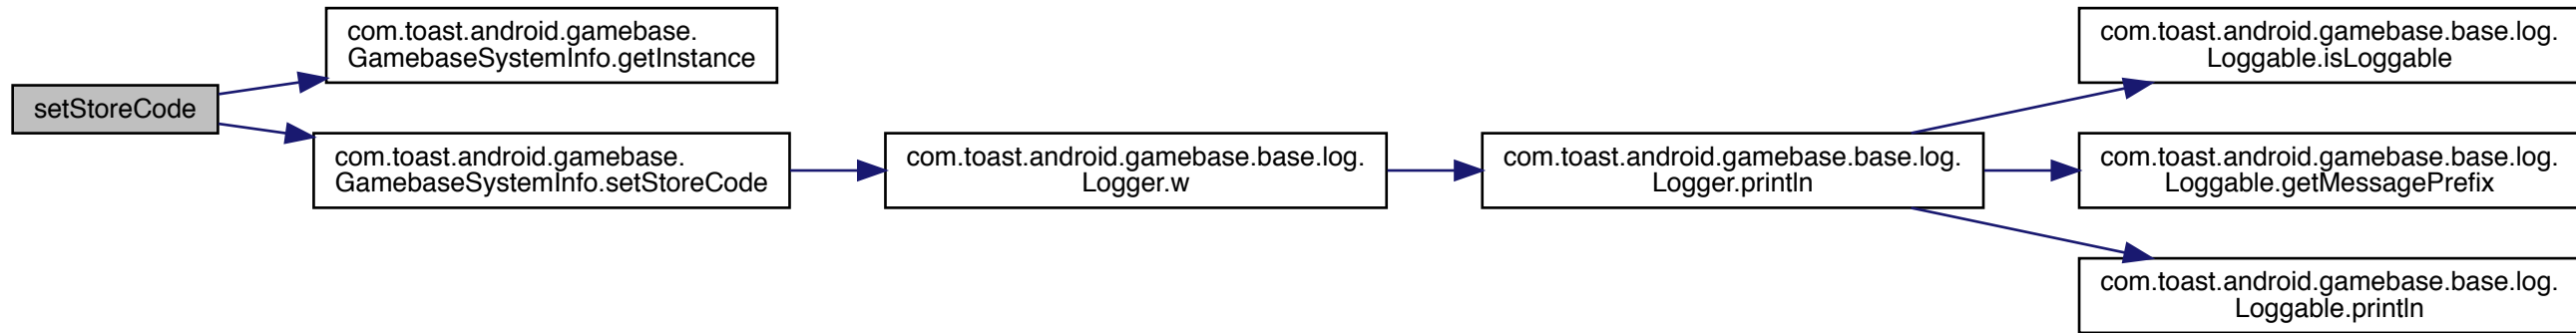 setStoreCode
com.toast.android.gamebase.
GamebaseSystemInfo.getInstance
com.toast.android.gamebase.
GamebaseSystemInfo.setStoreCode
com.toast.android.gamebase.base.log.
Logger.w
com.toast.android.gamebase.base.log.
Logger.println
com.toast.android.gamebase.base.log.
Loggable.isLoggable
com.toast.android.gamebase.base.log.
Loggable.getMessagePrefix
com.toast.android.gamebase.base.log.
Loggable.println